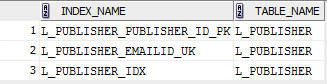 INDEX_NAME TABLE_NAME
1 L_PUBLISHER_PUBLISHER_ID_PK L_PUBLISHER
2 L_PUBLISHER_EMAILID_UK L_PUBLISHER
3 L_PUBLISHER_IDX L_PUBLISHER